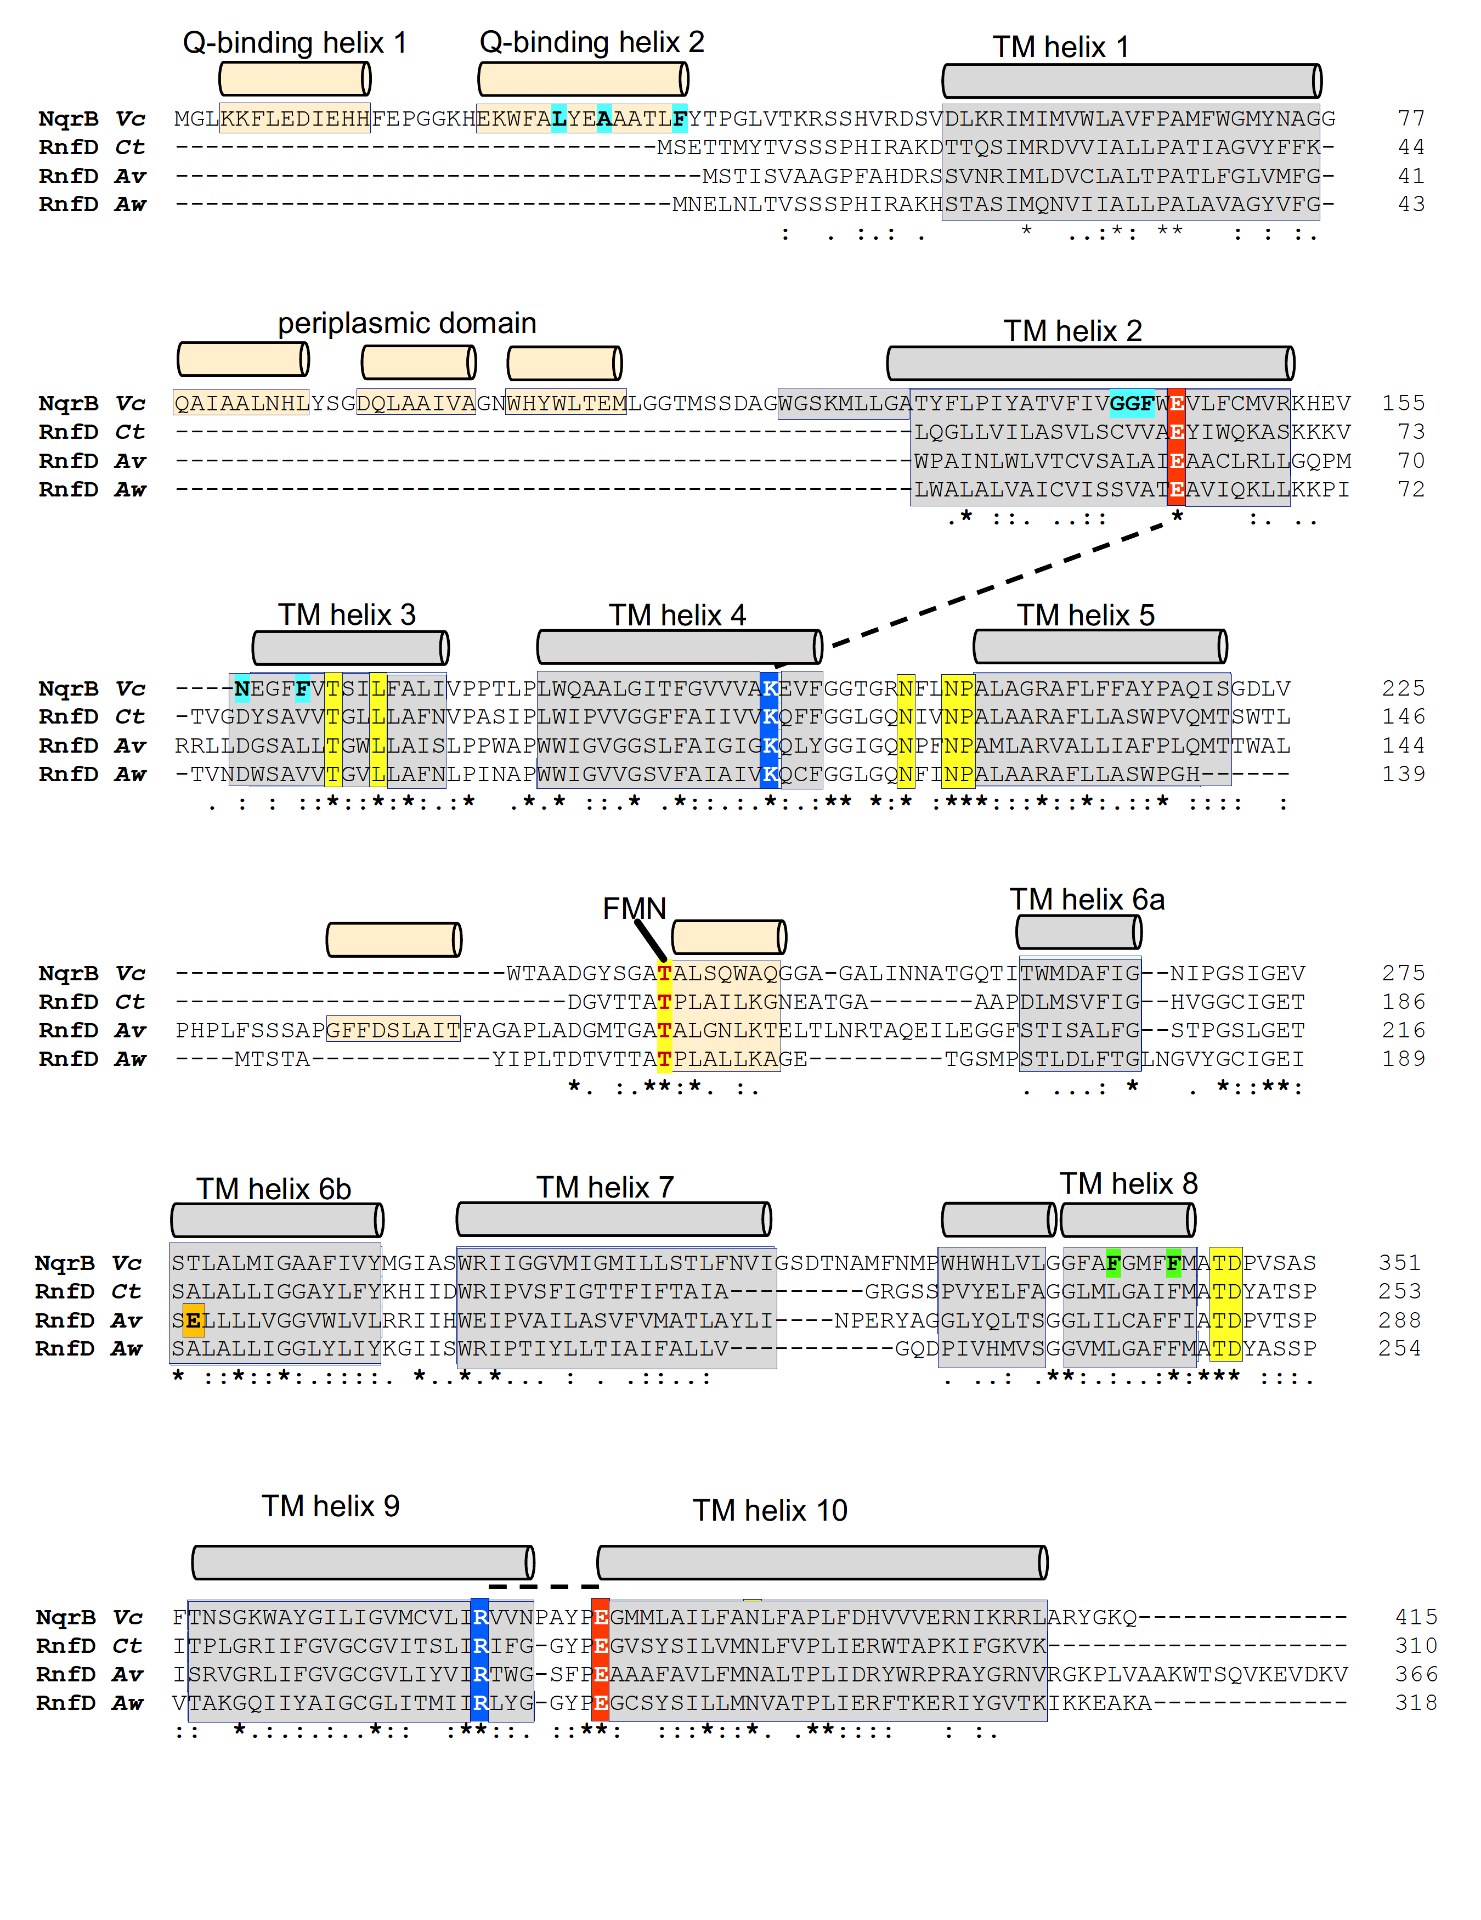 Q-binding helix 1 Q-binding helix 2 TM helix 1
NqrB Vc MGLKKFLEDIEHHFEPGGKHEKWFALYEAAATLFYTPGLVTKRSSHVRDSVDLKRIMIMVWLAVFPAMFWGMYNAGG 77
RnfD Ct --------------------------------MSETTMYTVSSSPHIRAKDTTQSIMRDVVIALLPATIAGVYFFK- 44
RnfD Av -----------------------------------MSTISVAAGPFAHDRSSVNRIMLDVCLALTPATLFGLVMFG- 41
RnfD Aw ---------------------------------MNELNLTVSSSPHIRAKHSTASIMQNVIIALLPALAVAGYVFG- 43
: . :.: . * ..:*: ** : : :.
periplasmic domain TM helix 2
NqrB Vc QAIAALNHLYSGDQLAAIVAGNWHYWLTEMLGGTMSSDAGWGSKMLLGATYFLPIYATVFIVGGFWEVLFCMVRKHEV 155
RnfD Ct -------------------------------------------------LQGLLVILASVLSCVVAEYIWQKASKKKV 73
RnfD Av -------------------------------------------------WPAINLWLVTCVSALAIEAACLRLLGQPM 70
RnfD Aw -------------------------------------------------LWALALVAICVISSVATEAVIQKLLKKPI 72
.* ::. ..:: * :. ..
TM helix 3 TM helix 4 TM helix 5
NqrB Vc ----NEGFFVTSILFALIVPPTLPLWQAALGITFGVVVAKEVFGGTGRNFLNPALAGRAFLFFAYPAQISGDLV 225
RnfD Ct -TVGDYSAVVTGLLLAFNVPASIPLWIPVVGGFFAIIVVKQFFGGLGQNIVNPALAARAFLLASWPVQMTSWTL 146
RnfD Av RRLLDGSALLTGWLLAISLPPWAPWWIGVGGSLFAIGIGKQLYGGIGQNPFNPAMLARVALLIAFPLQMTTWAL 144
RnfD Aw -TVNDWSAVVTGVLLAFNLPINAPWWIGVVGSVFAIAIVKQCFGGLGQNFINPALAARAFLLASWPGH------ 139
. : : ::*::*:*:.:* .*.* ::.* .*::.:.*:.:** *:* :***:::*::*:.:.* :::: :
FMN TM helix 6a
NqrB Vc ----------------------WTAADGYSGATALSQWAQGGA-GALINNATGQTITWMDAFIG--NIPGSIGEV 275
RnfD Ct --------------------------DGVTTATPLAILKGNEATGA-------AAPDLMSVFIG--HVGGCIGET 186
RnfD Av PHPLFSSSAPGFFDSLAITFAGAPLADGMTGATALGNLKTELTLNRTAQEILEGGFSTISALFG--STPGSLGET 216
RnfD Aw ----MTSTA------------YIPLTDTVTTATPLALLKAGE---------TGSMPSTLDLFTGLNGVYGCIGEI 189
*. :.**:*. :. . ...: * . *::**:
TM helix 6b TM helix 7 TM helix 8
NqrB Vc STLALMIGAAFIVYMGIASWRIIGGVMIGMILLSTLFNVIGSDTNAMFNMPWHWHLVLGGFAFGMFFMATDPVSAS 351
RnfD Ct SALALLIGGAYLFYKHIIDWRIPVSFIGTTFIFTAIA---------GRGSSPVYELFAGGLMLGAIFMATDYATSP 253
RnfD Av SELLLLVGGVWLVLRRIIHWEIPVAILASVFVMATLAYLI----NPERYAGGLYQLTSGGLILCAFFIATDPVTSP 288
RnfD Aw SALALLIGGLYLIYKGIISWRIPTIYLLTIAIFALLV-----------GQDPIVHMVSGGVMLGAFFMATDYASSP 254
* ::*::*:.::::. *..*.*... : . .::.: . ..: .**:.:.:*:*** :::.
TM helix 9 TM helix 10
NqrB Vc FTNSGKWAYGILIGVMCVLIRVVNPAYPEGMMLAILFANLFAPLFDHVVVERNIKRRLARYGKQ-------------- 415
RnfD Ct ITPLGRIIFGVGCGVITSLIRIFG-GYPEGVSYSILVMNLFVPLIERWTAPKIFGKVK-------------------- 310
RnfD Av ISRVGRLIFGVGCGVLIYVIRTWG-SFPEAAAFAVLFMNALTPLIDRYWRPRAYGRNVRGKPLVAAKWTSQVKEVDKV 366
RnfD Aw VTAKGQIIYAIGCGLITMIIRLYG-GYPEGCSYSILLMNVATPLIERFTKERIYGVTKIKKEAKA------------- 318
:: *.:.:..:.*:: :**::. .::**: :::*::*. .**:::: : :.